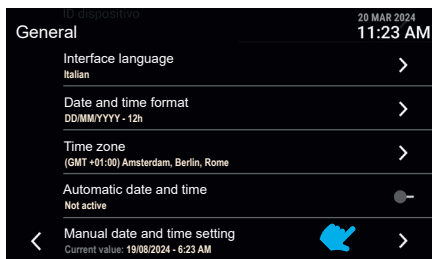 ID dispositivo
20 MAR 2024
General
11:23 AM
Interface language
Italian
Date and time format
DD/MM/YYYY - 12h
Time zone
(GMT +01:00) Amsterdam, Berlin, Rome
Automatic date and time
Not active
Manual date and time setting
Current value: 19/08/2024 - 6:23 AM